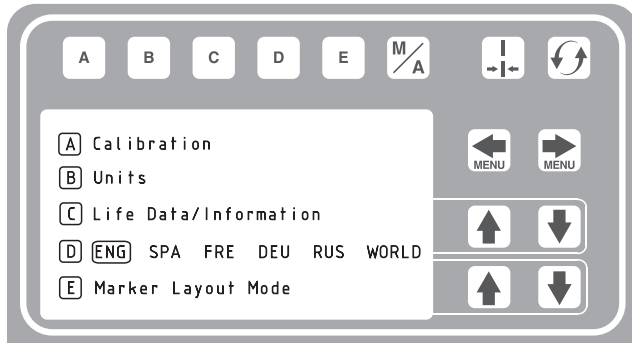 A B C D E M/A
MENU MENU
A Calibration
B Units
C Life Data/Information
D ENG SPA FRE DEU RUS WORLD
E Marker Layout Mode